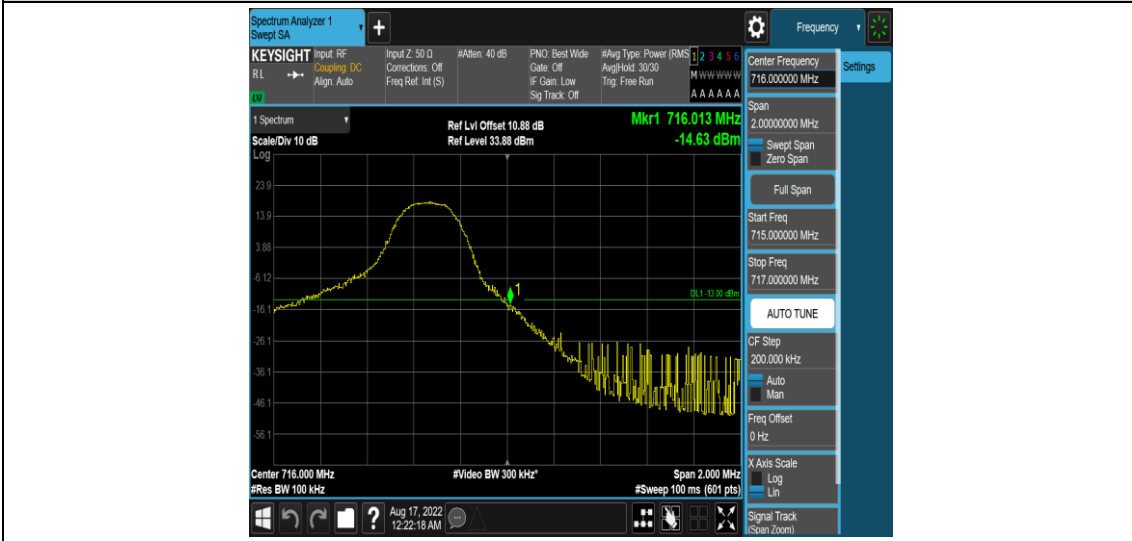 Spectrum Analyzer 1
Swept SA
+
Frequency
KEYSIGHT
RL
Input: RF
Coupling: DC
Align: Auto
Input Z: 50 Ω
Corrections: Off
Freq Ref: Int (S)
#Atten: 40 dB
PNO: Best Wide
Gate: Off
IF Gain: Low
Sig Track: Off
#Avg Type: Power (RMS
Avg|Hold: 30/30
Trig: Free Run
1 2 3 4 5 6
M W W W W W
A A A A A A
1 Spectrum
Scale/Div 10 dB
Log
Ref Lvl Offset 10.88 dB
Ref Level 33.88 dBm
Mkr1 716.013 MHz
-14.63 dBm
23.9
13.9
3.88
-6.12
-16.1
-26.1
-36.1
-46.1
-56.1
1
DL1 -13.00 dBm
Center 716.000 MHz
#Res BW 100 kHz
#Video BW 300 kHz*
Span 2.000 MHz
#Sweep 100 ms (601 pts)
?
Aug 17, 2022
12:22:18 AM
Center Frequency
716.000000 MHz
Settings
Span
2.00000000 MHz
Swept Span
Zero Span
Full Span
Start Freq
715.000000 MHz
Stop Freq
717.000000 MHz
AUTO TUNE
CF Step
200.000 kHz
Auto
Man
Freq Offset
0 Hz
X Axis Scale
Log
Lin
Signal Track
(Span Zoom)